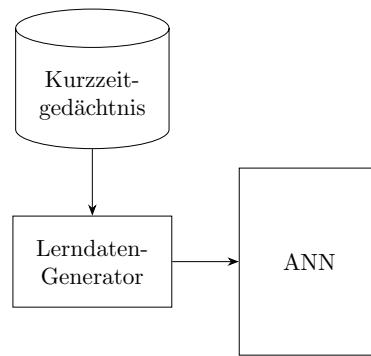 Kurzzeit-
gedächtnis
Lerndaten-
Generator
ANN